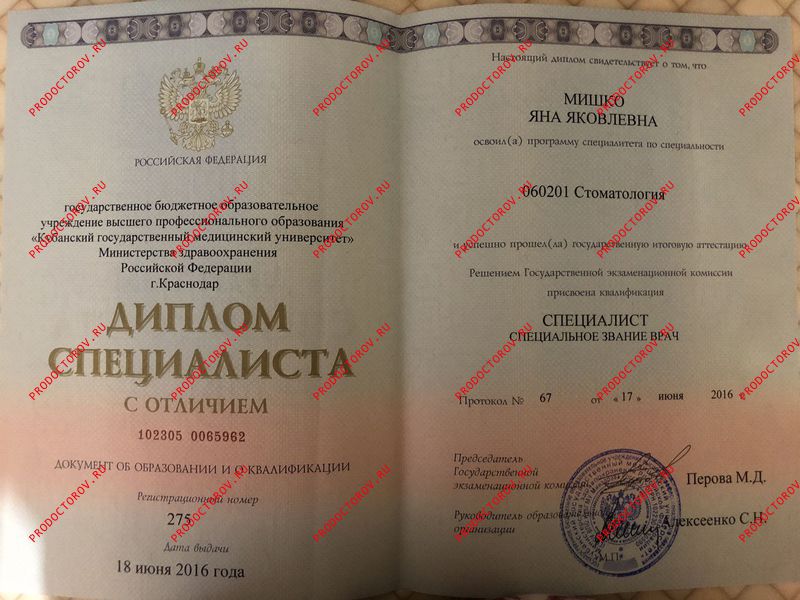 РОССИЙСКАЯ ФЕДЕРАЦИЯ
государственное бюджетное образовательное
учреждение высшего профессионального образования
«Кубанский государственный медицинский университет»
Министерства здравоохранения
Российской Федерации
г.Краснодар
ДИПЛОМ
СПЕЦИАЛИСТА
С ОТЛИЧИЕМ
102305 0065962
ДОКУМЕНТ ОБ ОБРАЗОВАНИИ И О КВАЛИФИКАЦИИ
Регистрационный номер
275
Дата выдачи
18 июня 2016 года
Настоящий диплом свидетельствует о том, что
МИШКО
ЯНА ЯКОВЛЕВНА
освоил(а) программу специалитета по специальности
060201 Стоматология
и успешно прошел(ла) государственную итоговую аттестацию
Решением Государственной экзаменационной комиссии
присвоена квалификация
СПЕЦИАЛИСТ
СПЕЦИАЛЬНОЕ ЗВАНИЕ ВРАЧ
Протокол № 67 от « 17 » июня 2016 г.
Председатель
Государственной
экзаменационной комиссии
Перова М.Д.
Руководитель образовательной
организации
Алексеенко С.Н.
М.П.
PRODOCTOROV.RU